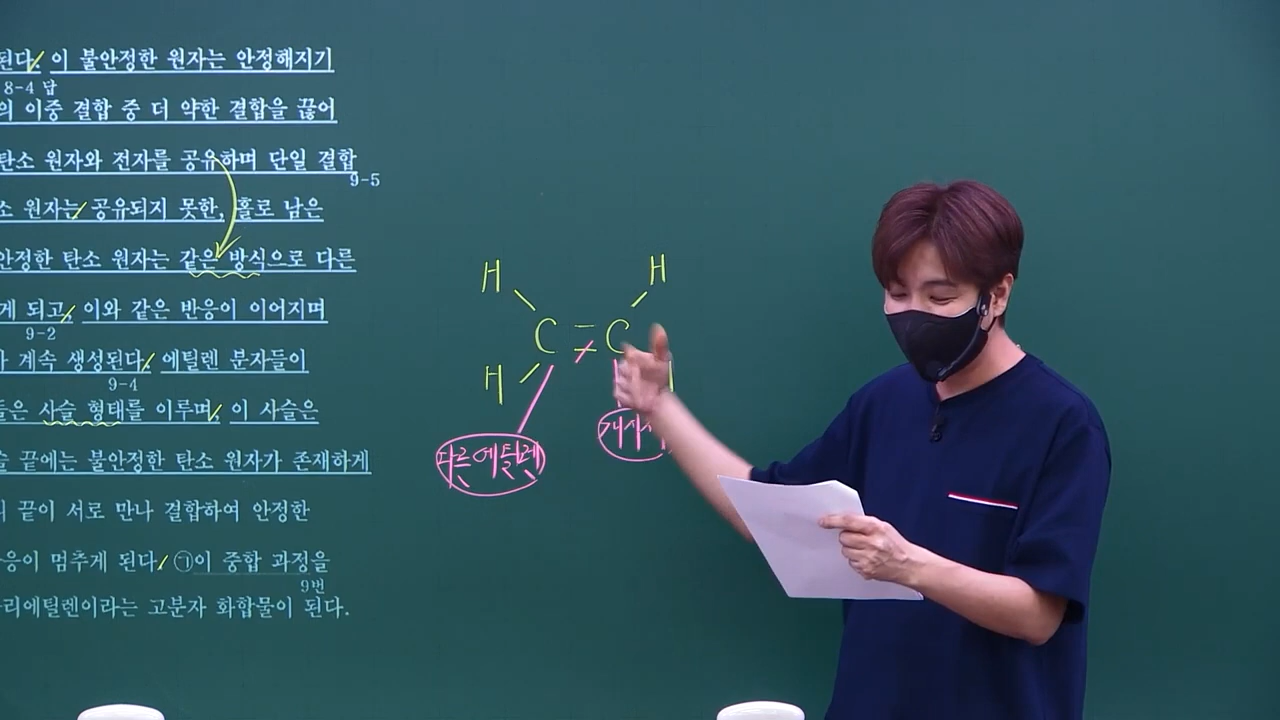 된다. 이 불안정한 원자는 안정해지기
8-4 답
의 이중 결합 중 더 약한 결합을 끊어
탄소 원자와 전자를 공유하며 단일 결합
9-5
소 원자는 공유되지 못한, 홀로 남은
안정한 탄소 원자는 같은 방식으로 다른
게 되고, 이와 같은 반응이 이어지며
9-2
가 계속 생성된다. 에틸렌 분자들이
9-4
들은 사슬 형태를 이루며, 이 사슬은
슬 끝에는 불안정한 탄소 원자가 존재하게
의 끝이 서로 만나 결합하여 안정한
응이 멈추게 된다. ㉠이 중합 과정을
9번
리에틸렌이라는 고분자 화합물이 된다.
H H
C = C
H
다른 에틸렌